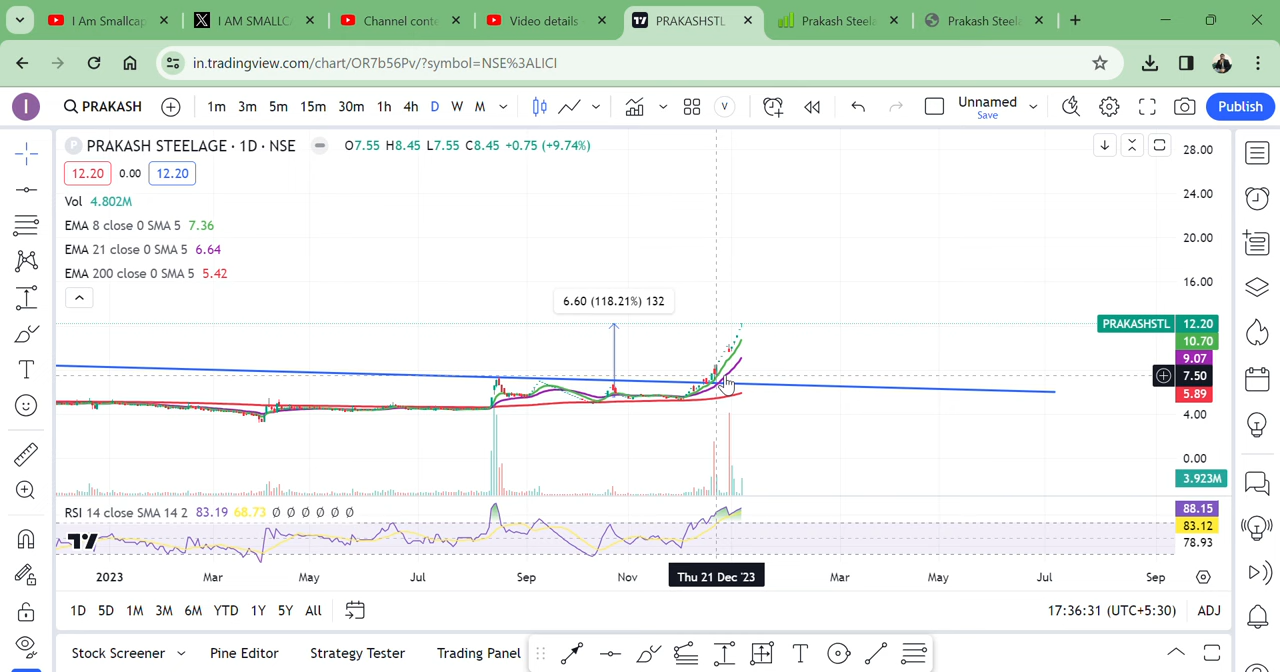 I Am Smallcap
I AM SMALLC
Channel conte
Video details
PRAKASHSTL
Prakash Steela
Prakash Steel
in.tradingview.com/chart/OR7b56Pv/?symbol=NSE%3ALICI
I PRAKASH 1m 3m 5m 15m 30m 1h 4h D W M V Unnamed Save Publish
P PRAKASH STEELAGE · 1D · NSE O7.55 H8.45 L7.55 C8.45 +0.75 (+9.74%)
12.20 0.00 12.20
Vol 4.802M
EMA 8 close 0 SMA 5 7.36
EMA 21 close 0 SMA 5 6.64
EMA 200 close 0 SMA 5 5.42
6.60 (118.21%) 132
28.00
24.00
20.00
16.00
PRAKASHSTL 12.20
10.70
9.07
7.50
5.89
4.00
0.00
3.923M
RSI 14 close SMA 14 2 83.19 68.73 Ø Ø Ø Ø Ø Ø
88.15
83.12
78.93
2023 Mar May Jul Sep Nov Thu 21 Dec '23 Mar May Jul Sep
1D 5D 1M 3M 6M YTD 1Y 5Y All 17:36:31 (UTC+5:30) ADJ
Stock Screener Pine Editor Strategy Tester Trading Panel